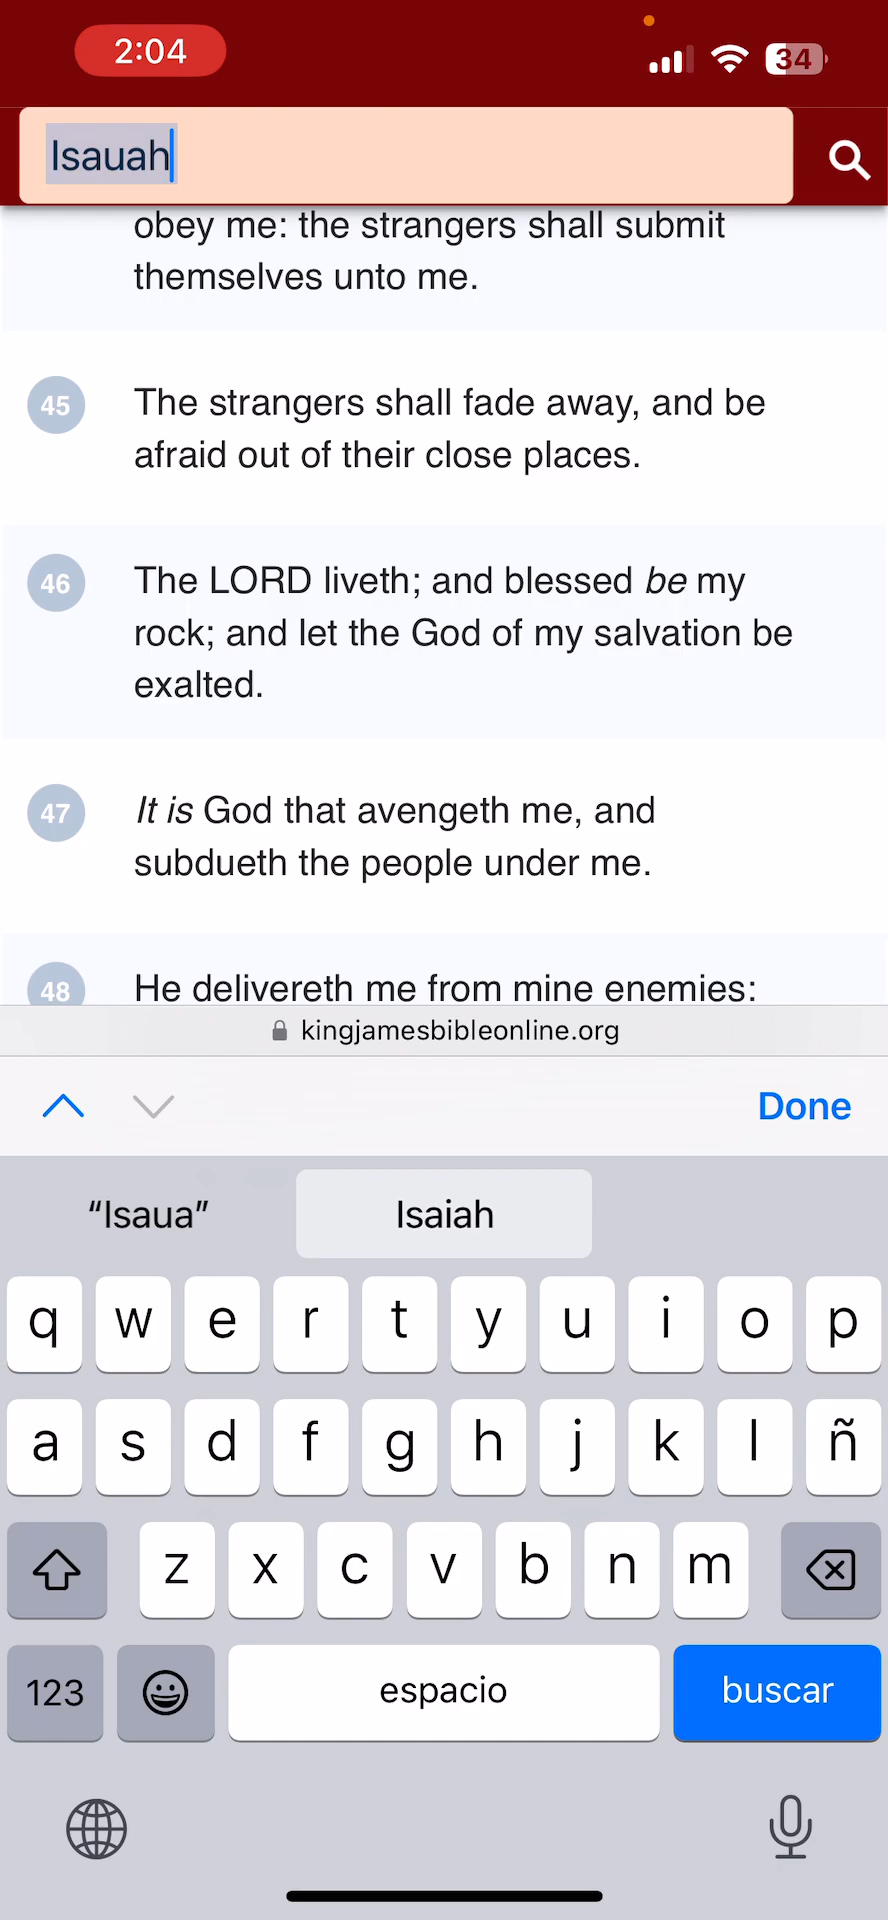 2:04
34
Isauah
obey me: the strangers shall submit
themselves unto me.
45
The strangers shall fade away, and be
afraid out of their close places.
46
The LORD liveth; and blessed be my
rock; and let the God of my salvation be
exalted.
47
It is God that avengeth me, and
subdueth the people under me.
48
He delivereth me from mine enemies:
kingjamesbibleonline.org
Done
“Isaua” Isaiah
q w e r t y u i o p
a s d f g h j k l ñ
z x c v b n m
123 espacio buscar